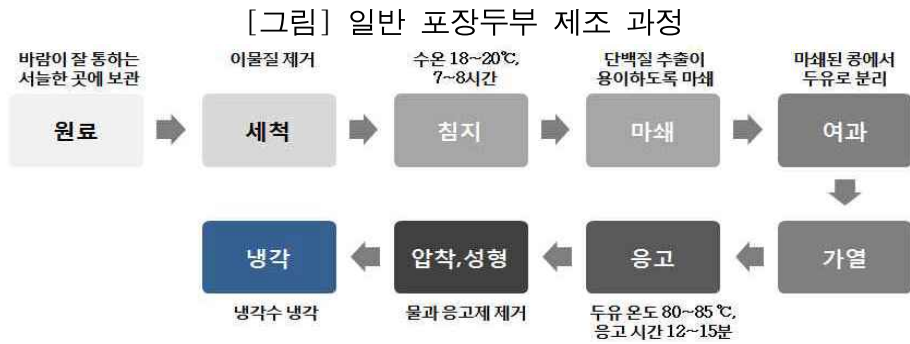 [그림] 일반 포장두부 제조 과정
바람이 잘 통하는
서늘한 곳에 보관
원료
이물질 제거
세척
수온 18~20℃,
7~8시간
침지
단백질 추출이
용이하도록 마쇄
마쇄
마쇄된 콩에서
두유로 분리
여과
가열
응고
두유 온도 80~85℃,
응고 시간 12~15분
압착,성형
물과 응고제 제거
냉각
냉각수 냉각